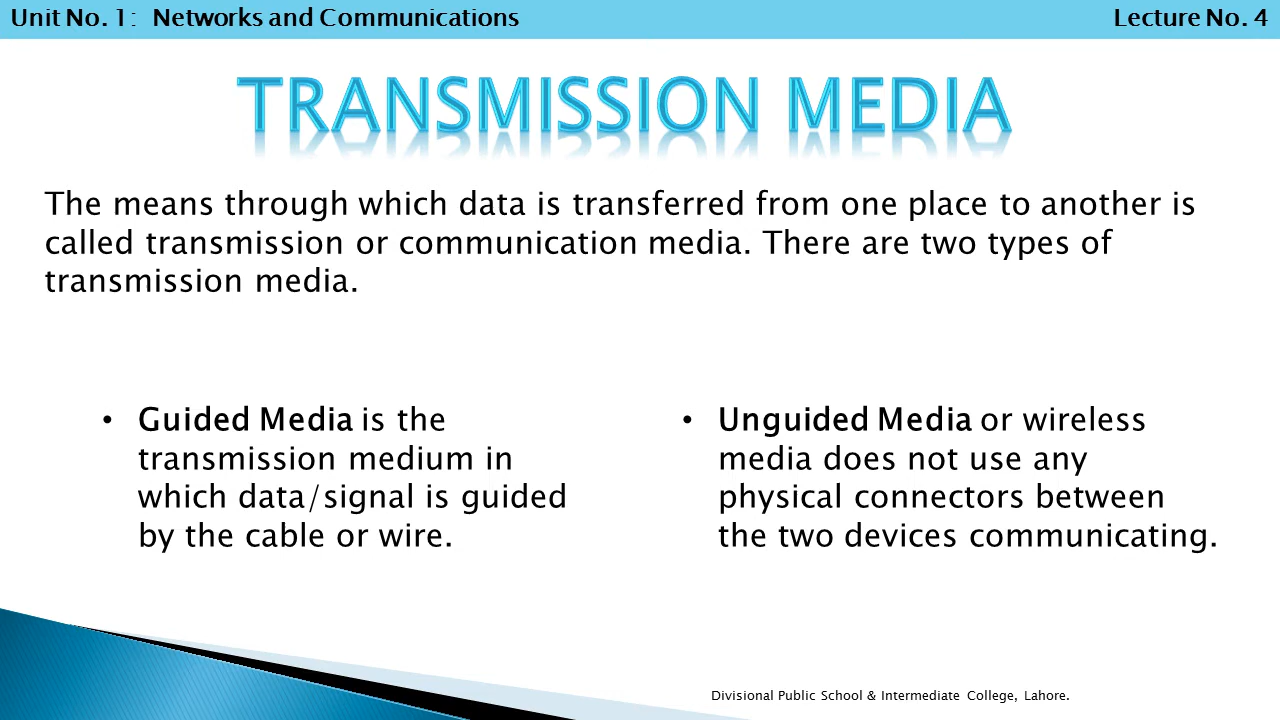 Unit No. 1: Networks and Communications
Lecture No. 4
TRANSMISSION MEDIA
The means through which data is transferred from one place to another is
called transmission or communication media. There are two types of
transmission media.
• Guided Media is the
transmission medium in
which data/signal is guided
by the cable or wire.
• Unguided Media or wireless
media does not use any
physical connectors between
the two devices communicating.
Divisional Public School & Intermediate College, Lahore.